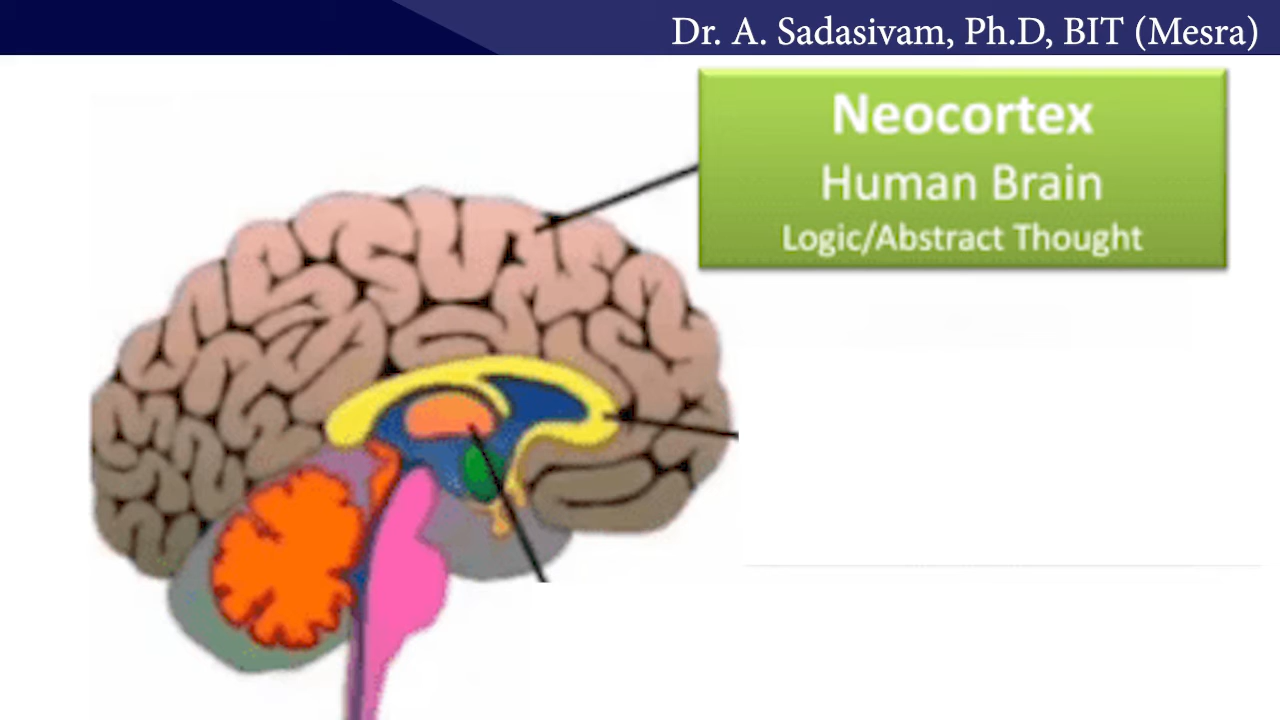 Dr. A. Sadasivam, Ph.D, BIT (Mesra)
Neocortex
Human Brain
Logic/Abstract Thought